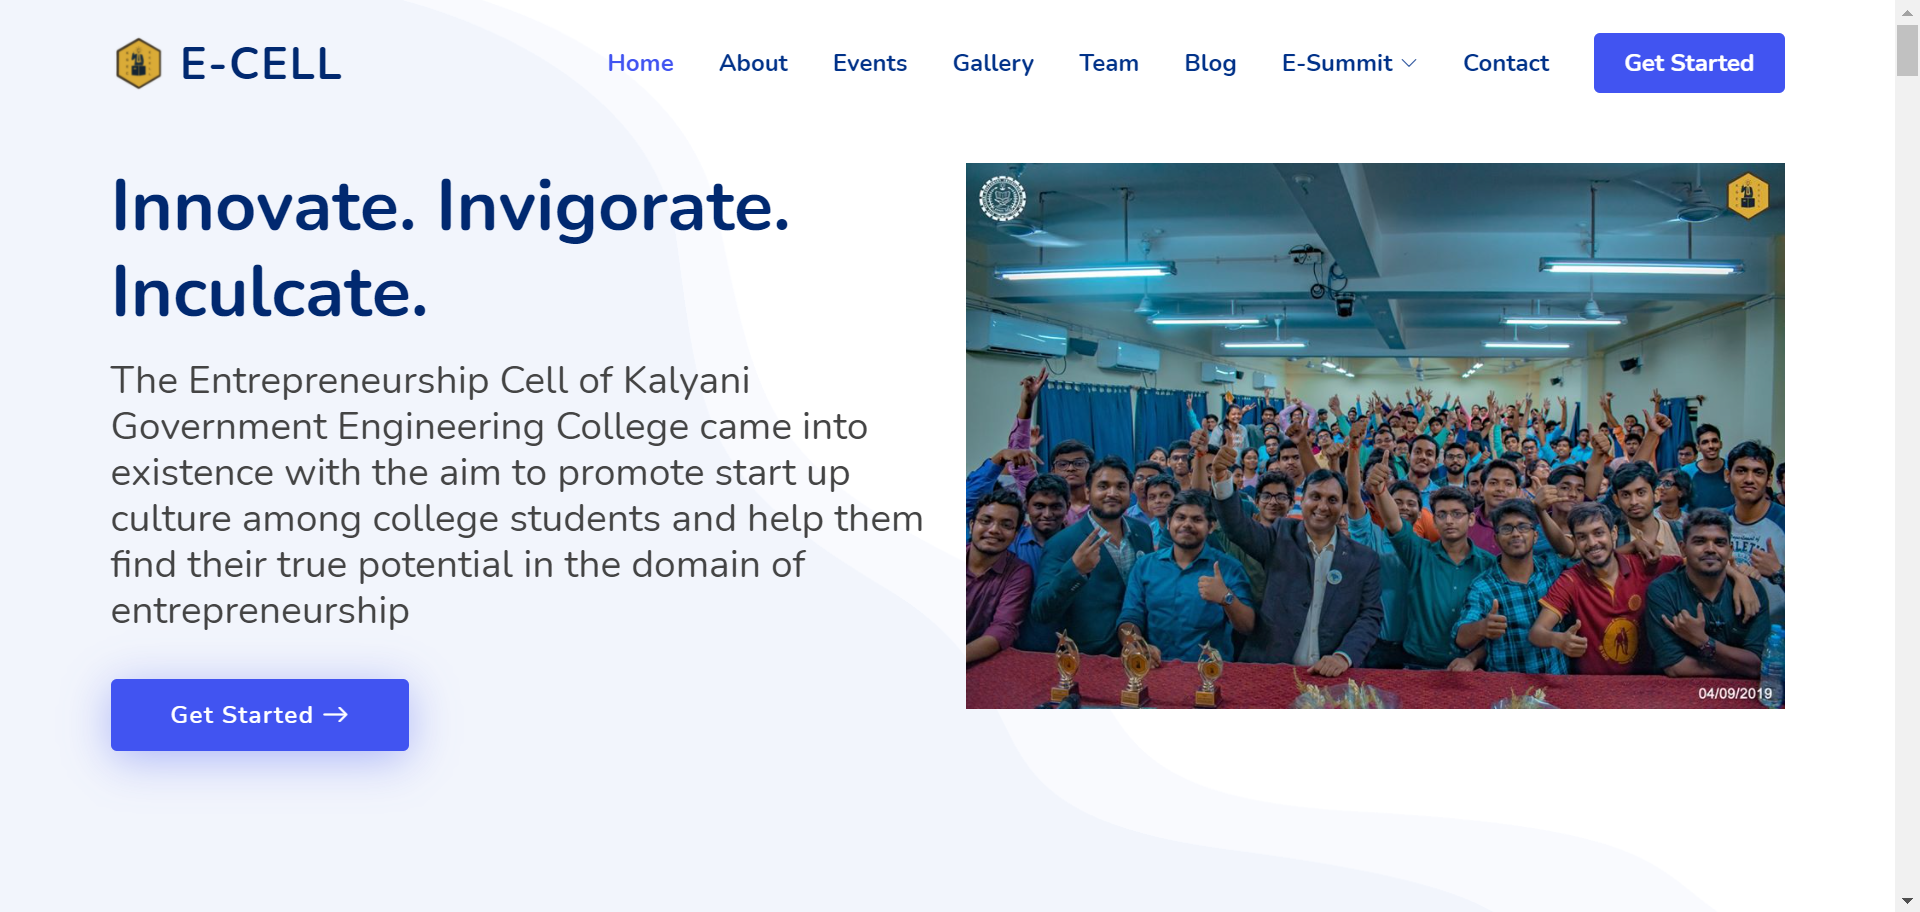 E-CELL
Home About Events Gallery Team Blog E-Summit Contact Get Started
Innovate. Invigorate.
Inculcate.
The Entrepreneurship Cell of Kalyani
Government Engineering College came into
existence with the aim to promote start up
culture among college students and help them
find their true potential in the domain of
entrepreneurship
Get Started →
04/09/2019